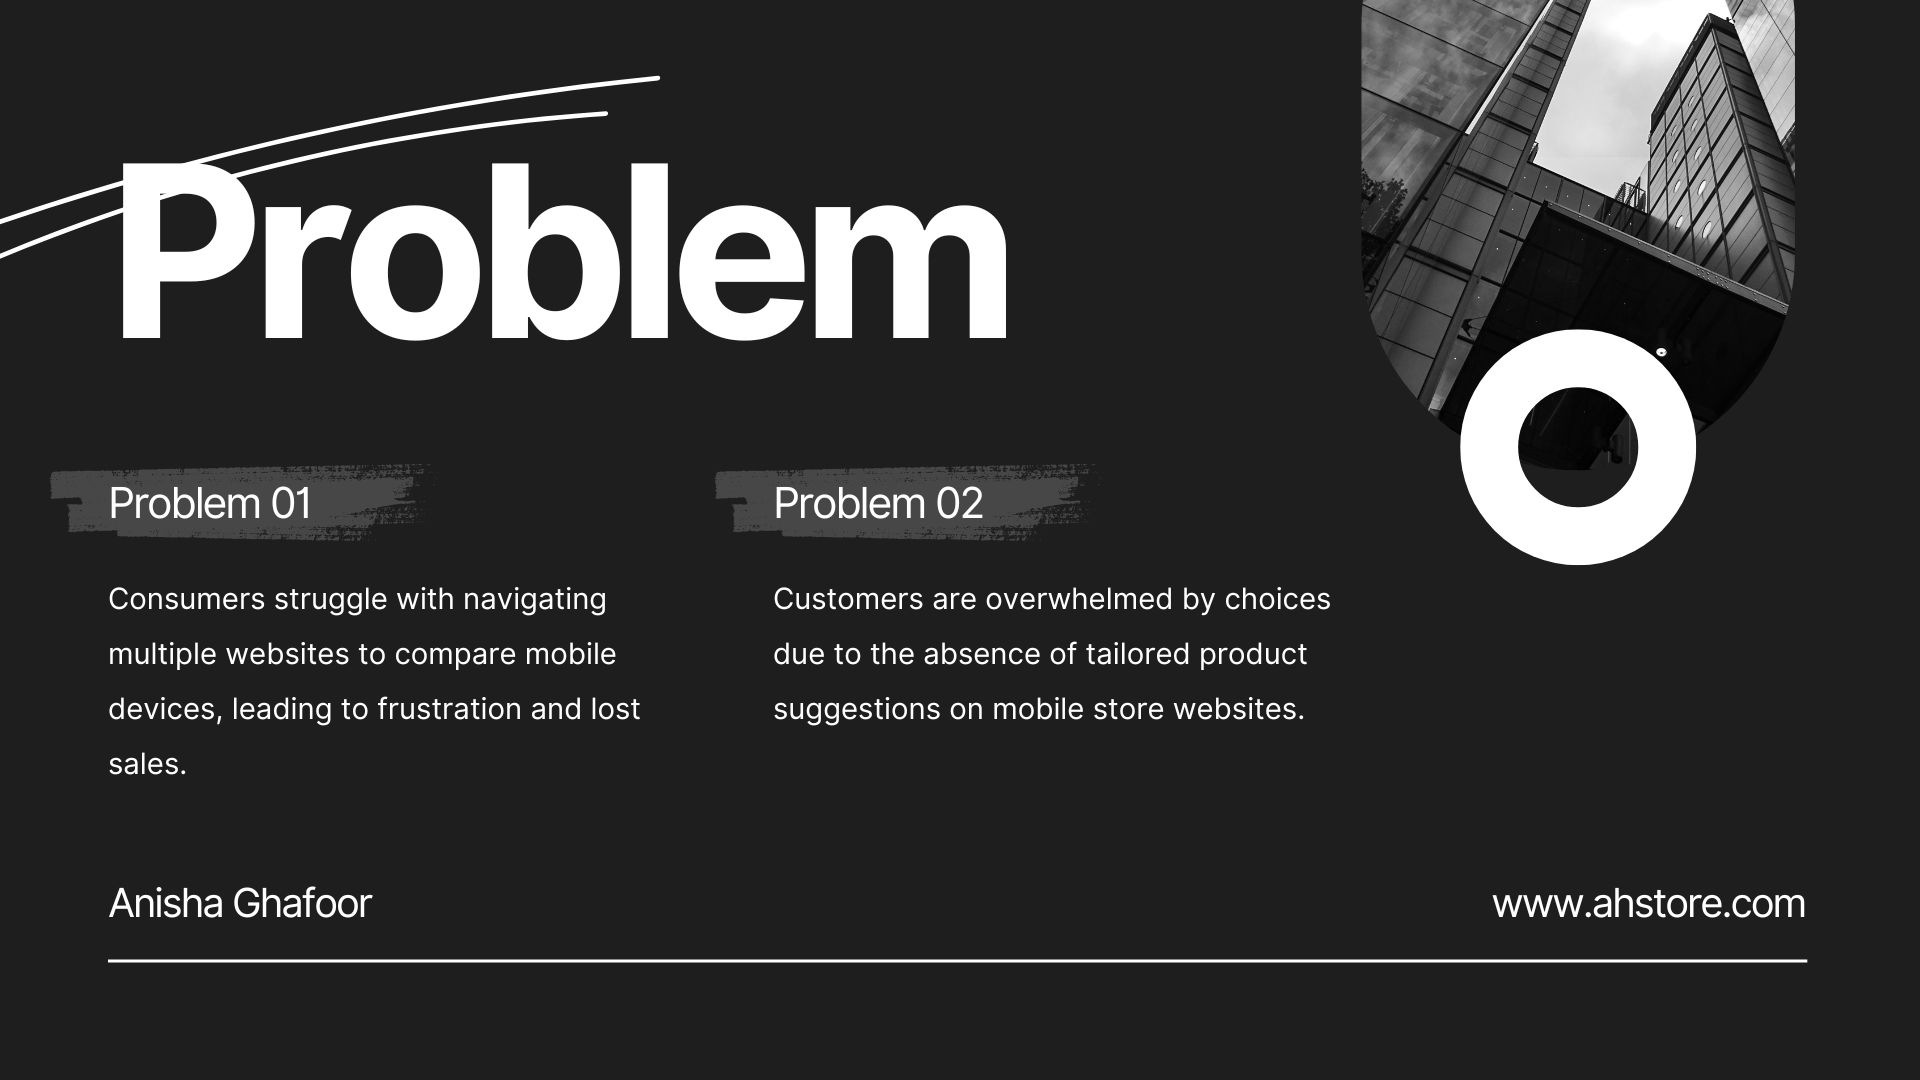 Problem
Problem 01
Consumers struggle with navigating
multiple websites to compare mobile
devices, leading to frustration and lost
sales.
Problem 02
Customers are overwhelmed by choices
due to the absence of tailored product
suggestions on mobile store websites.
Anisha Ghafoor
www.ahstore.com